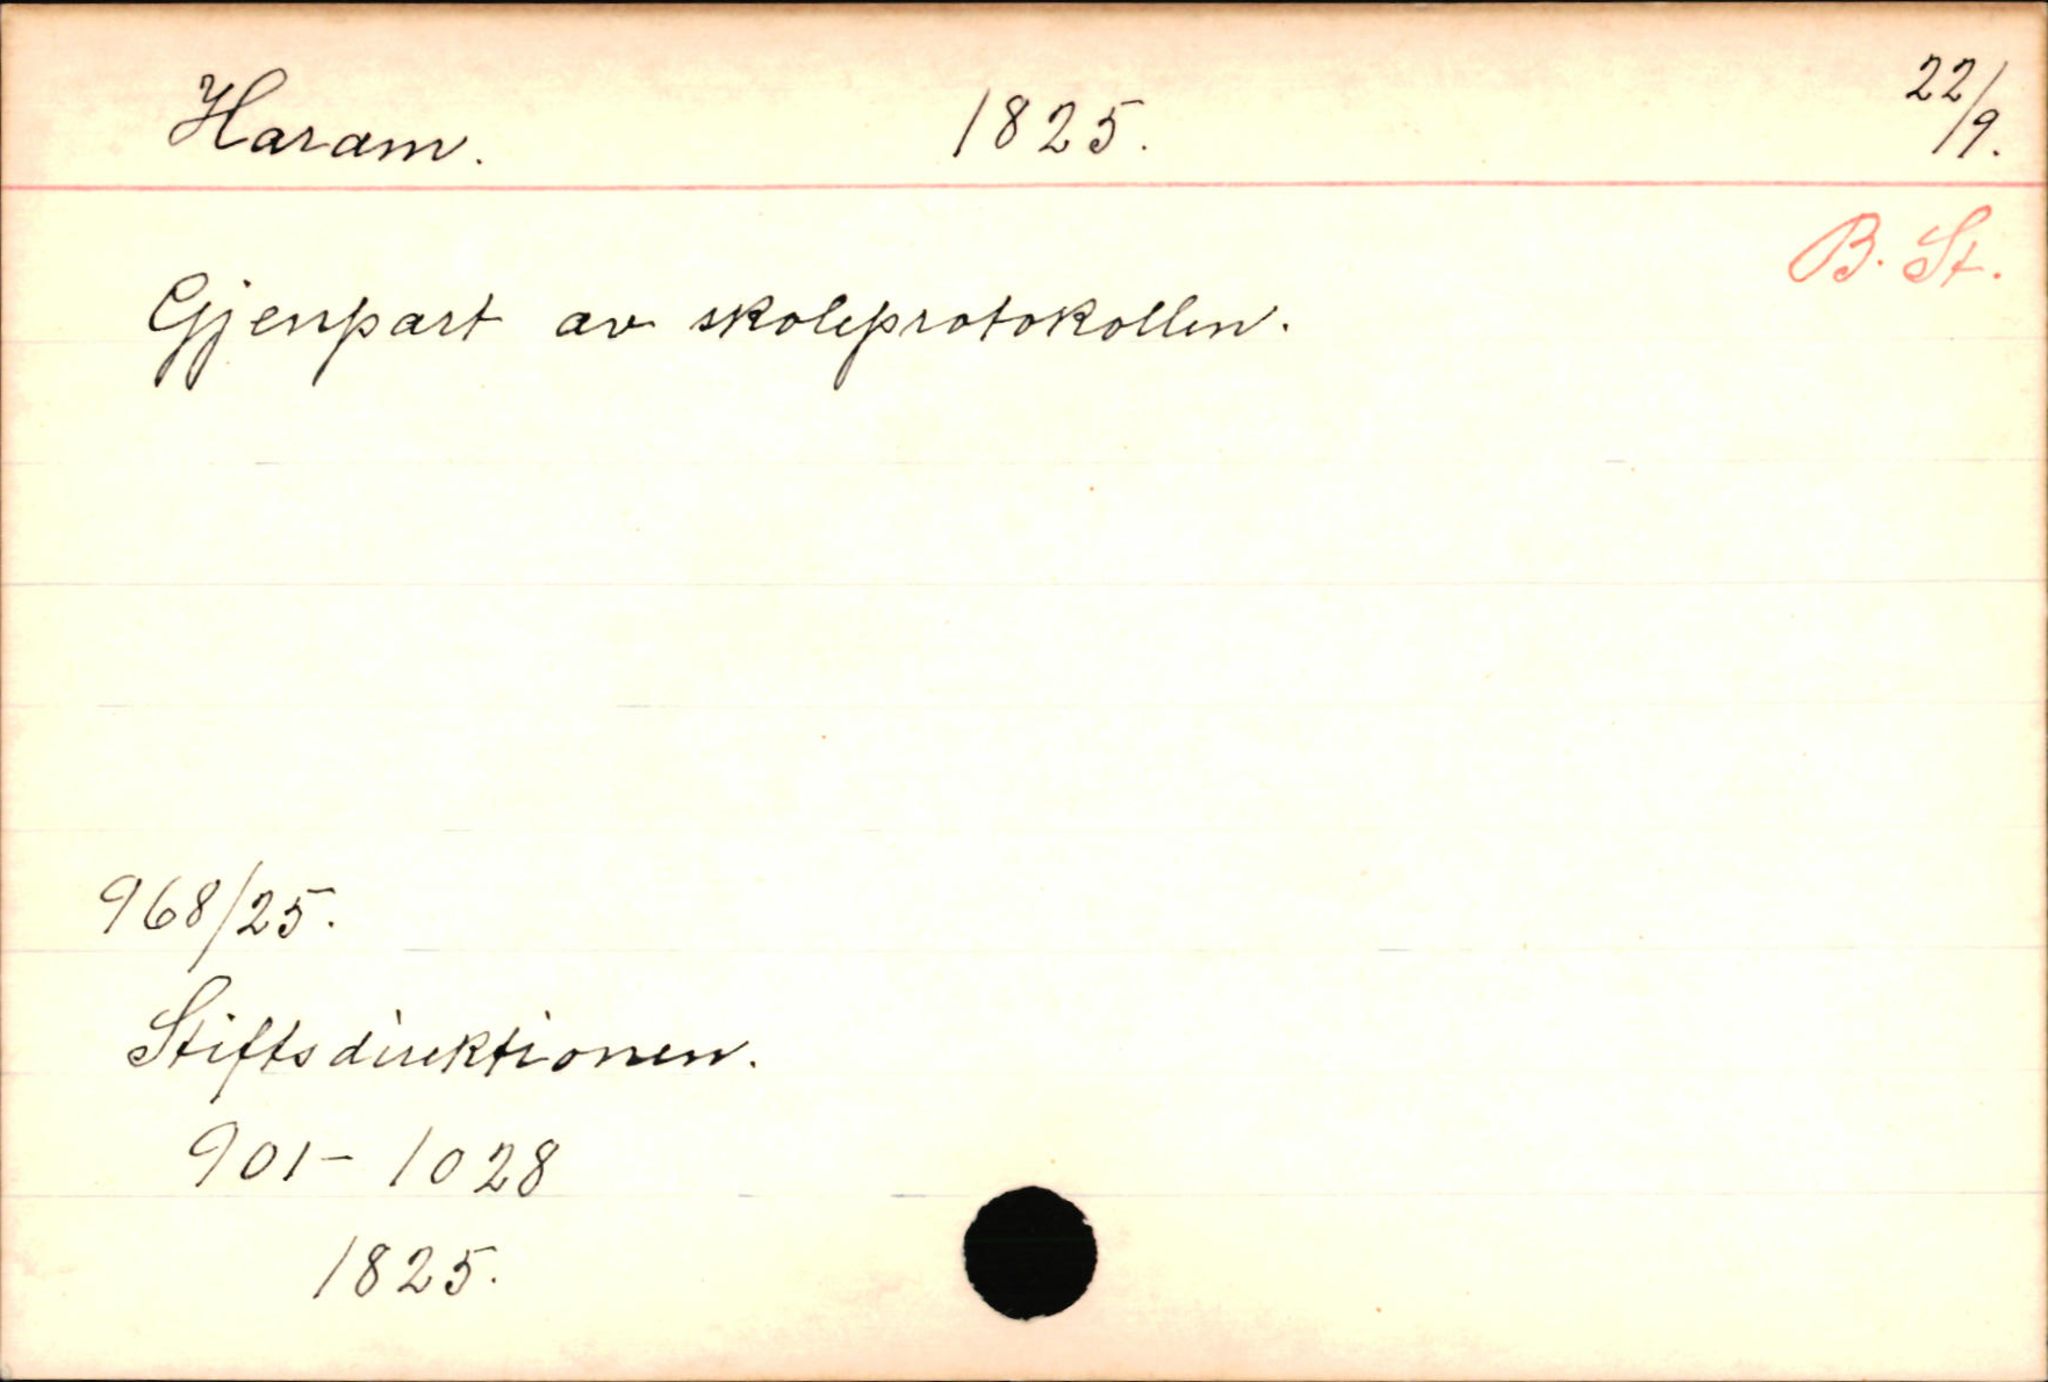 Haram. 1825. 22/9.
B. St.
Gjenpart av skoleprotokollen.
968/25.
Stiftsdirektionen.
901-1028
1825.